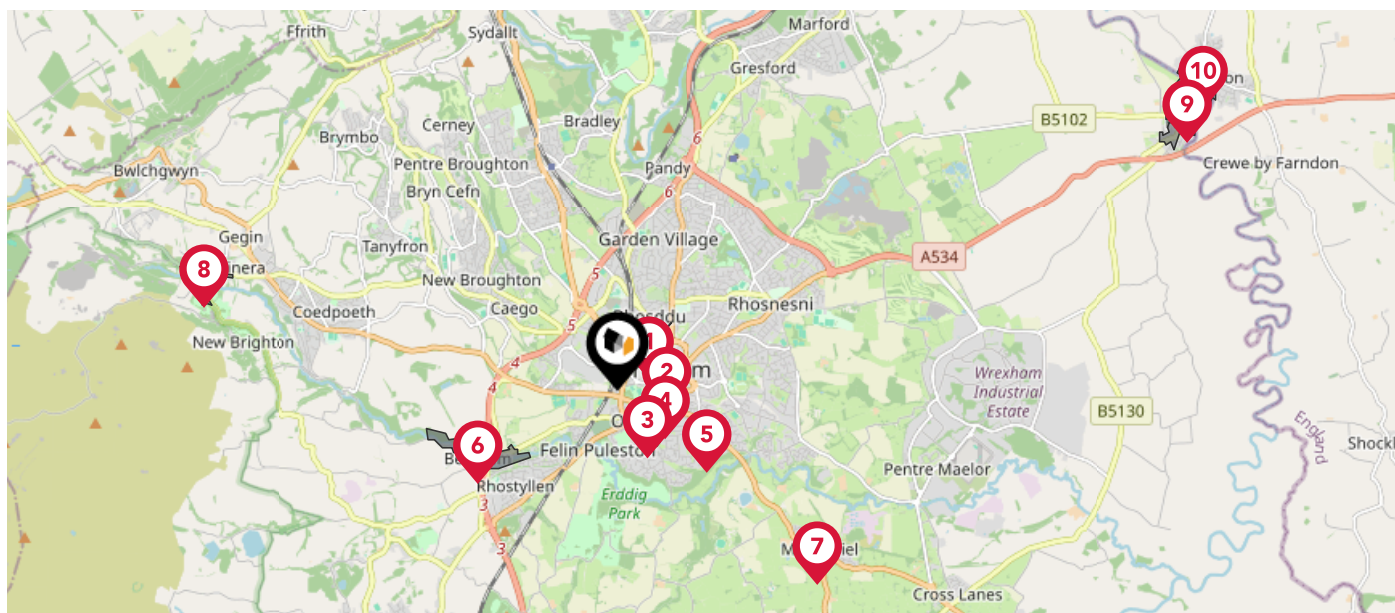 Ffrith
Sydallt
Marford
Gresford
10
9
B5102
Bradley
Cerney
Brymbo
6
Pentre Broughton
Pandy
Crewe by Farndon
Bwlchgwyn
Bryn Cefn
6
Gegin
Tanyfron
Garden Village
A534
8
5
New Broughton
Coedpoeth
Caego
Rhosnesni
5
New Brighton
1
4
2
Wrexham
Industrial
Estate
4
4
3
B5130
England
5
6
Felin Puleston
Shockl
Pentre Maelor
Rhostyllen
Erddig
Park
3
3
7
Cross Lanes